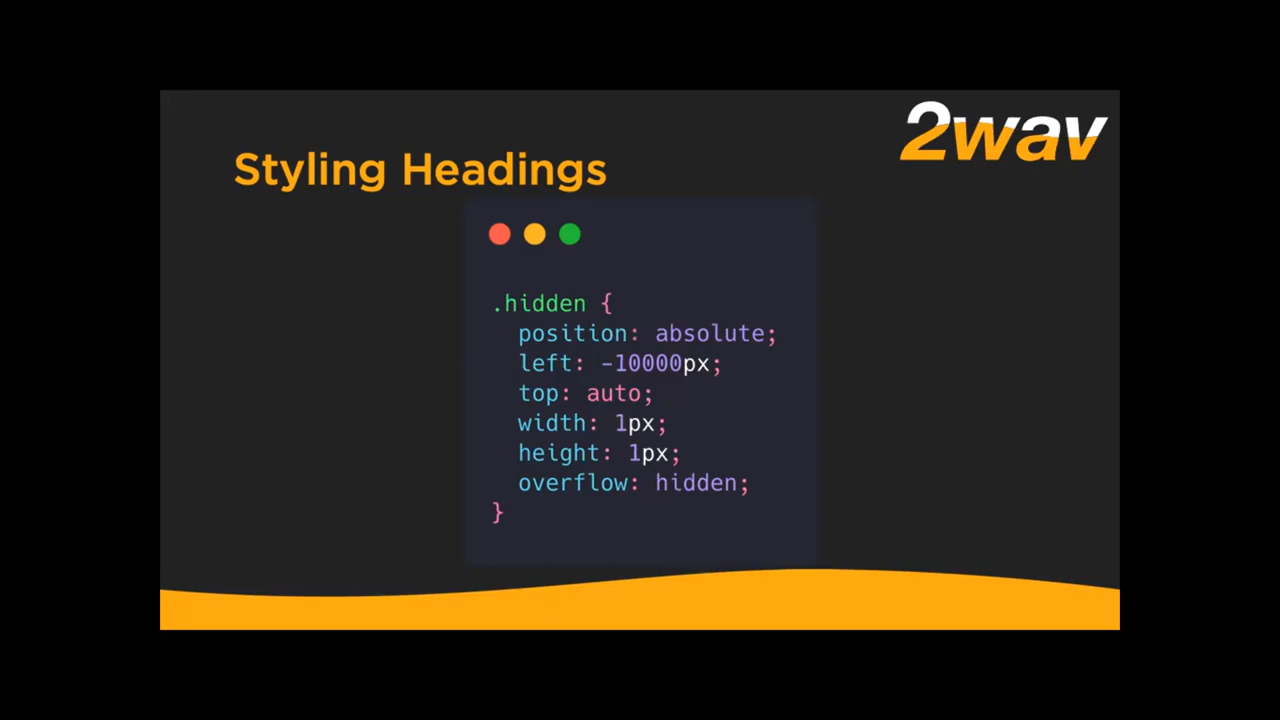 2wav
Styling Headings
.hidden {
  position: absolute;
  left: -10000px;
  top: auto;
  width: 1px;
  height: 1px;
  overflow: hidden;
}